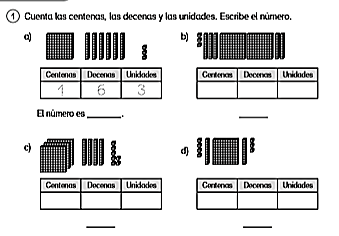 1 Cuenta las centenas, las decenas y las unidades. Escribe el número.
a)
Centenas Decenas Unidades
1 6 3
El número es ______.
b)
Centenas Decenas Unidades
c)
Centenas Decenas Unidades
d)
Centenas Decenas Unidades